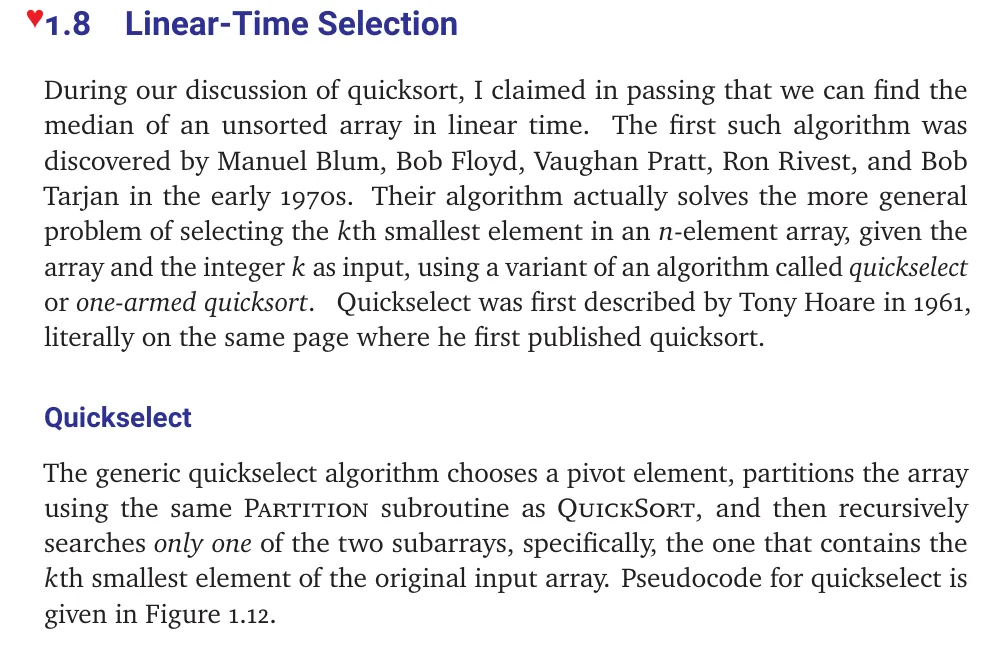 ♥1.8 Linear-Time Selection
During our discussion of quicksort, I claimed in passing that we can find the
median of an unsorted array in linear time. The first such algorithm was
discovered by Manuel Blum, Bob Floyd, Vaughan Pratt, Ron Rivest, and Bob
Tarjan in the early 1970s. Their algorithm actually solves the more general
problem of selecting the kth smallest element in an n-element array, given the
array and the integer k as input, using a variant of an algorithm called quickselect
or one-armed quicksort. Quickselect was first described by Tony Hoare in 1961,
literally on the same page where he first published quicksort.
Quickselect
The generic quickselect algorithm chooses a pivot element, partitions the array
using the same PARTITION subroutine as QUICKSORT, and then recursively
searches only one of the two subarrays, specifically, the one that contains the
kth smallest element of the original input array. Pseudocode for quickselect is
given in Figure 1.12.